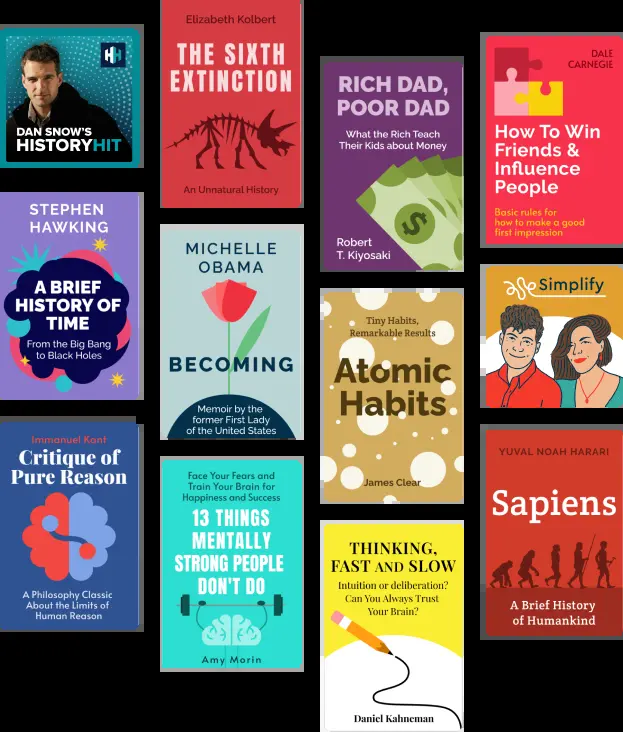 DAN SNOW'S
HISTORYHIT
STEPHEN
HAWKING
A BRIEF
HISTORY OF
TIME
From the Big Bang
to Black Holes
Immanuel Kant
Critique of
Pure Reason
A Philosophy Classic
About the Limits of
Human Reason
Elizabeth Kolbert
THE SIXTH
EXTINCTION
An Unnatural History
MICHELLE
OBAMA
BECOMING
Memoir by the
former First Lady
of the United States
Face Your Fears and
Train Your Brain for
Happiness and Success
13 THINGS
MENTALLY
STRONG PEOPLE
DON'T DO
Amy Morin
RICH DAD,
POOR DAD
What the Rich Teach
Their Kids about Money
$
Robert
T. Kiyosaki
Tiny Habits,
Remarkable Results
Atomic
Habits
James Clear
THINKING,
FAST AND SLOW
Intuition or deliberation?
Can You Always Trust
Your Brain?
Daniel Kahneman
DALE
CARNEGIE
How To Win
Friends &
Influence
People
Basic rules for
how to make a good
first impression
Simplify
YUVAL NOAH HARARI
Sapiens
A Brief History
of Humankind